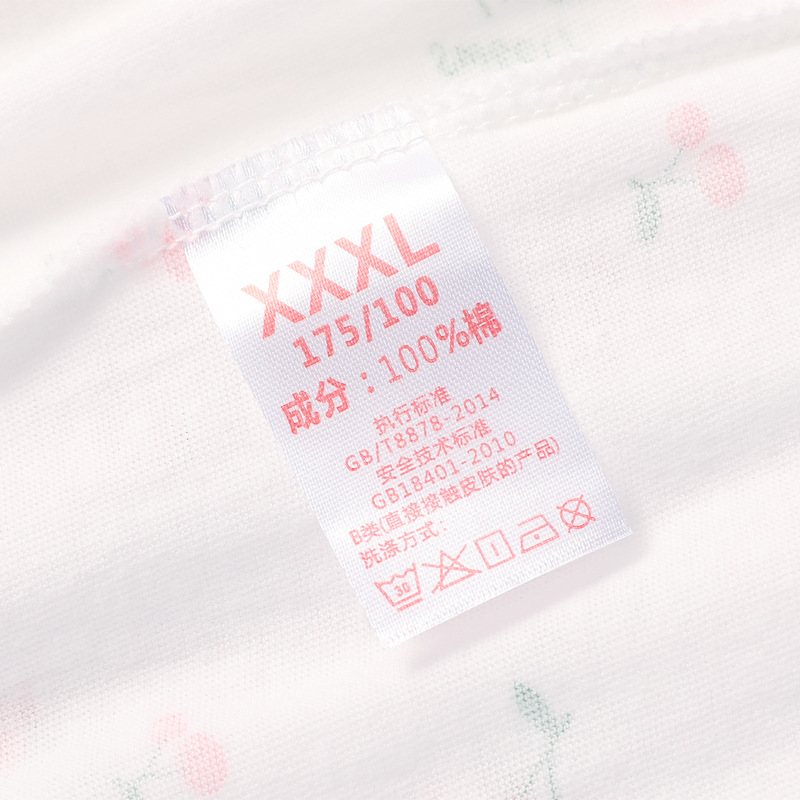 XXXL
175/100
成分：100%棉
执行标准
GB/T8878-2014
安全技术标准
GB18401-2010
B类(直接接触皮肤的产品)
洗涤方式：
30